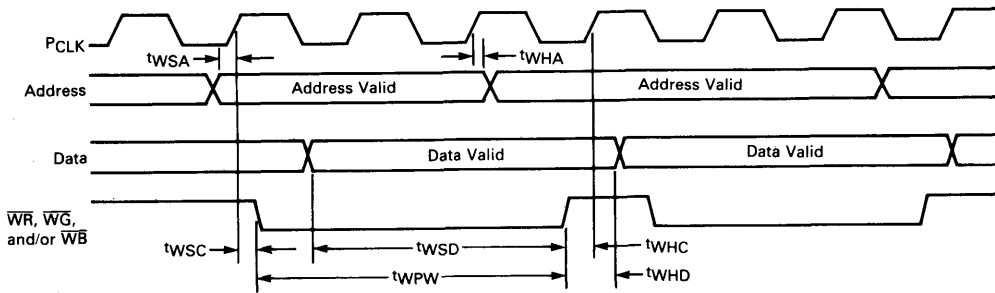 PCLK
tWSA
tWHA
Address
Address Valid
Address Valid
Data
Data Valid
Data Valid
WR, WG,
and/or WB
tWSC
tWSD
tWHC
tWPW
tWHD